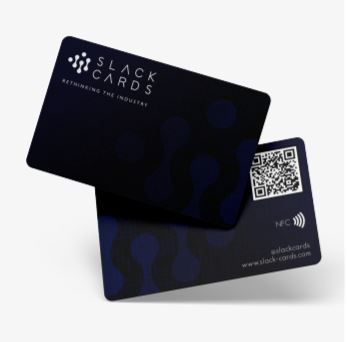 SLACK
CARDS
RETHINKING THE INDUSTRY
NFC
@slackcards
www.slack-cards.com